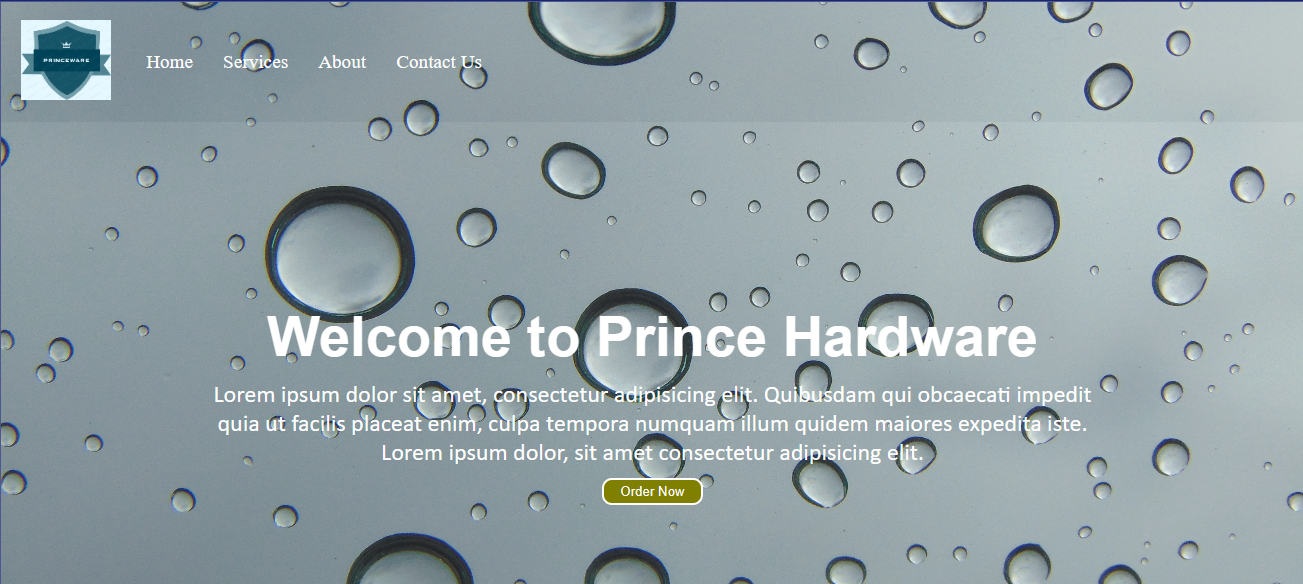 PRINCEWARE
Home Services About Contact Us
Welcome to Prince Hardware
Lorem ipsum dolor sit amet, consectetur adipisicing elit. Quibusdam qui obcaecati impedit
quia ut facilis placeat enim, culpa tempora numquam illum quidem maiores expedita iste.
Lorem ipsum dolor, sit amet consectetur adipisicing elit.
Order Now